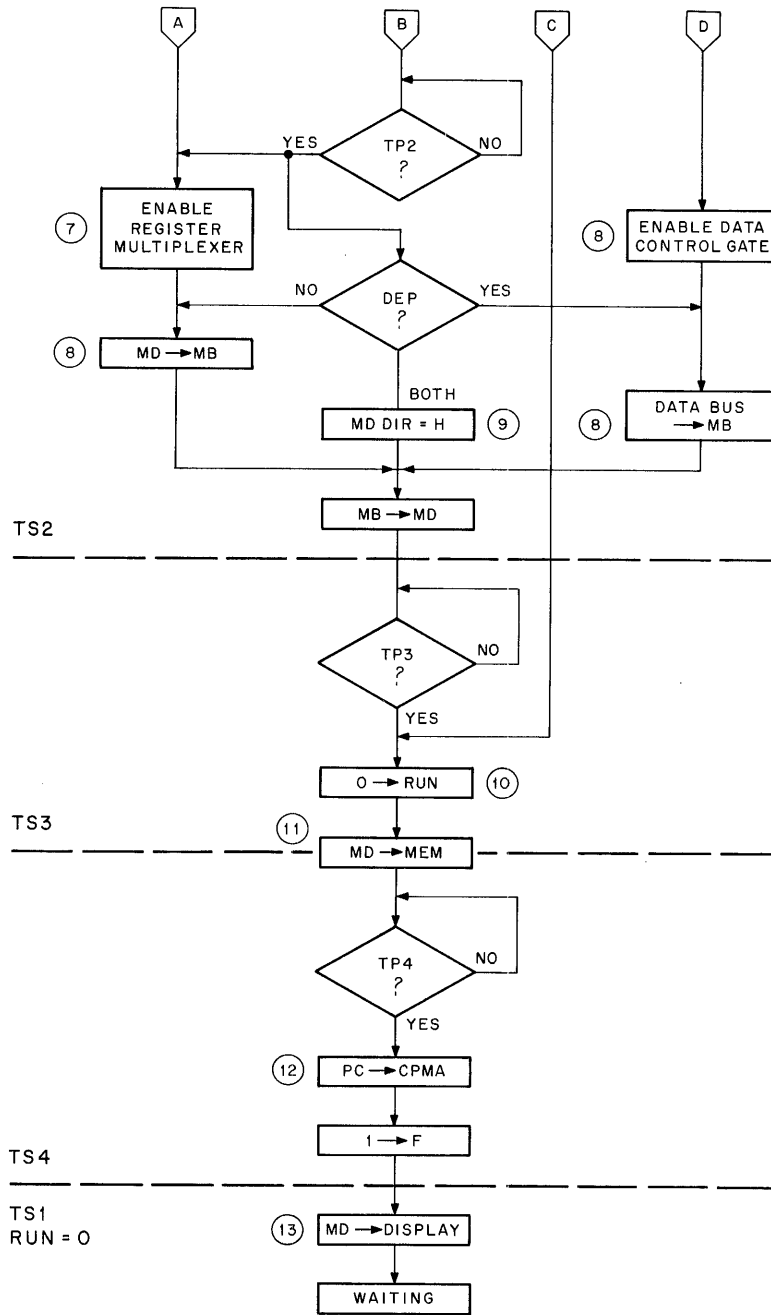 A
B
C
D
YES
TP2
?
NO
7
ENABLE
REGISTER
MULTIPLEXER
8
ENABLE DATA
CONTROL GATE
NO
DEP
?
YES
8
MD → MB
BOTH
MD DIR = H
9
8
DATA BUS
→ MB
MB → MD
TS2
TP3
?
NO
YES
0 → RUN
10
TS3
11
MD → MEM
TP4
?
NO
YES
12
PC → CPMA
1 → F
TS4
TS1
RUN = 0
13
MD → DISPLAY
WAITING